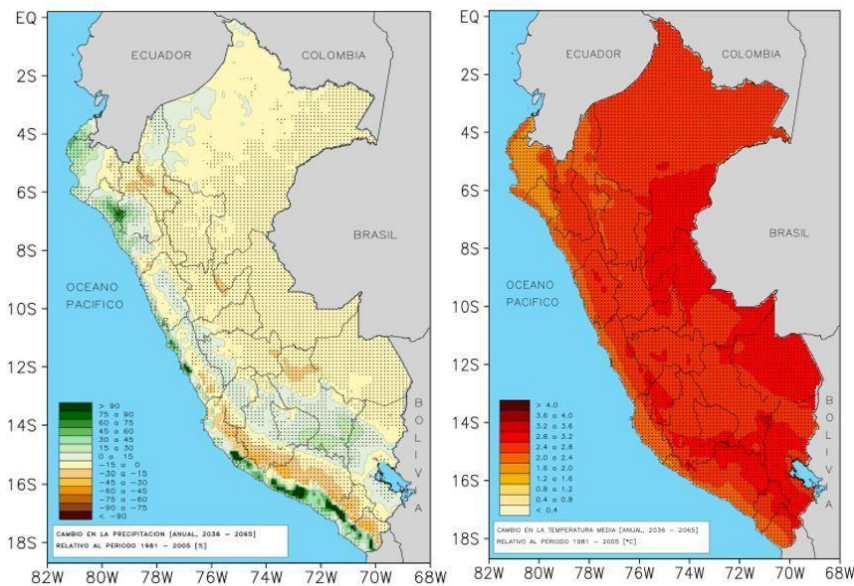 EQ
2S
4S
6S
8S
10S
12S
14S
16S
18S
ECUADOR
COLOMBIA
BRASIL
OCEANO
PACIFICO
BOLIVIA
> 90
75 a 90
60 a 75
45 a 60
30 a 45
15 a 30
0 a 15
-15 a 0
-30 a -15
-45 a -30
-60 a -45
-75 a -60
-90 a -75
< -90
CAMBIO EN LA PRECIPITACION [ANUAL, 2036 - 2065]
RELATIVO AL PERIODO 1981 - 2005 [%]
82W 80W 78W 76W 74W 72W 70W 68W
EQ
2S
4S
6S
8S
10S
12S
14S
16S
18S
ECUADOR
COLOMBIA
BRASIL
OCEANO
PACIFICO
BOLIVIA
> 4.0
3.6 a 4.0
3.2 a 3.6
2.8 a 3.2
2.4 a 2.8
2.0 a 2.4
1.6 a 2.0
1.2 a 1.6
0.8 a 1.2
0.4 a 0.8
< 0.4
CAMBIO EN LA TEMPERATURA MEDIA [ANUAL, 2036 - 2065]
RELATIVO AL PERIODO 1981 - 2005 [°C]
82W 80W 78W 76W 74W 72W 70W 68W